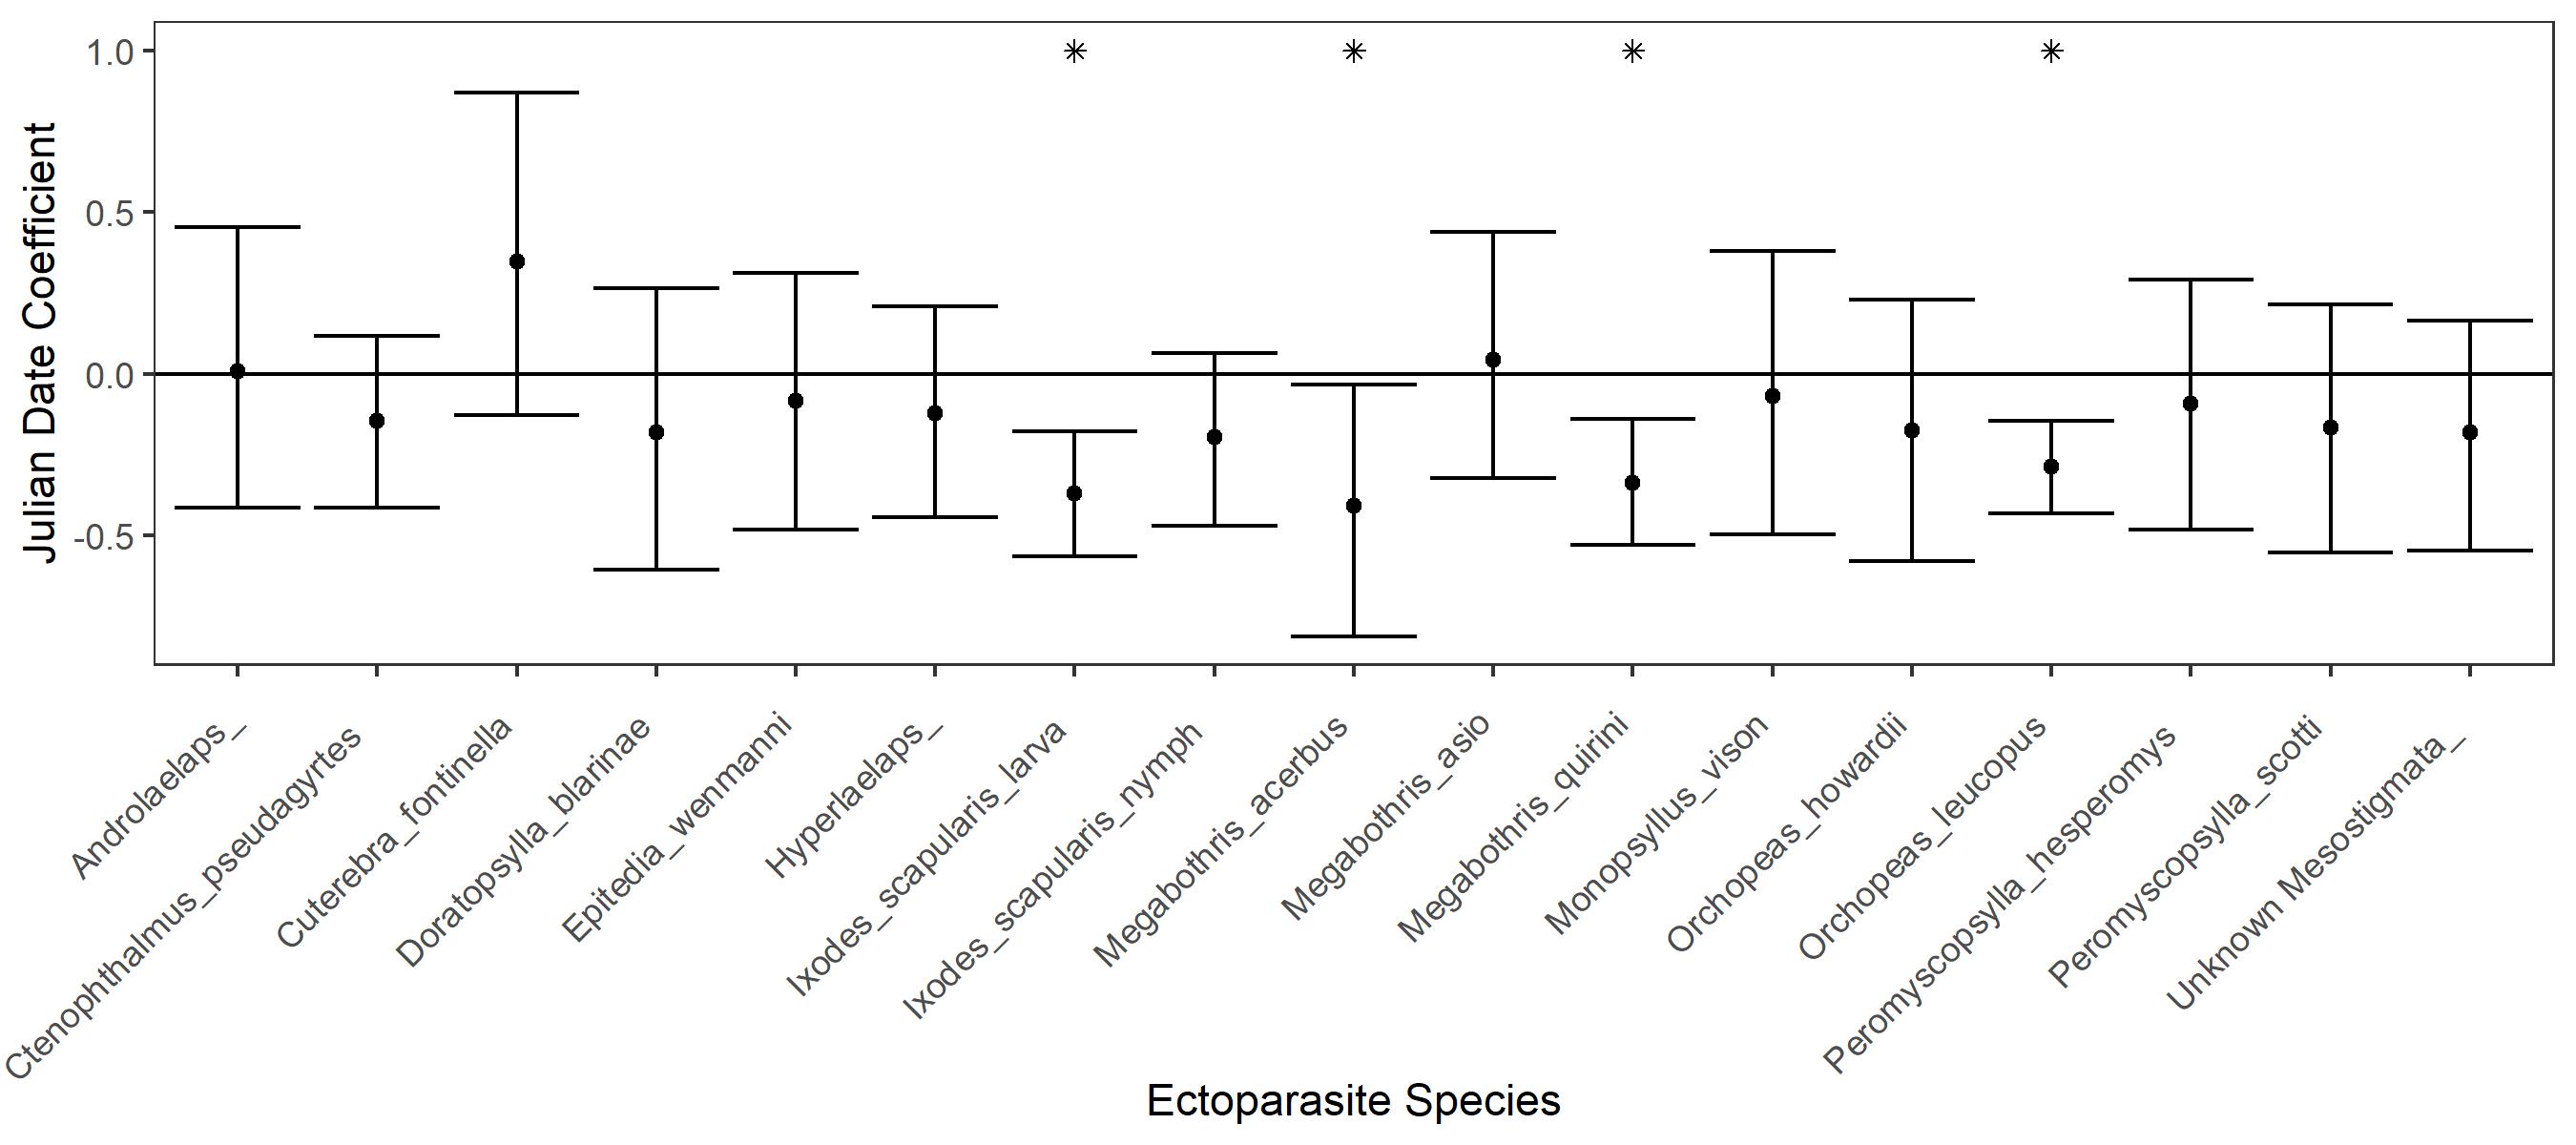 1.0
0.5
0.0
-0.5
Julian Date Coefficient
* * * *
Androlaelaps_
Ctenophthalmus_pseudagyrtes
Cuterebra_fontinella
Doratopsylla_blarinae
Epitedia_wenmanni
Hyperlaelaps_
Ixodes_scapularis_larva
Ixodes_scapularis_nymph
Megabothris_acerbus
Megabothris_asio
Megabothris_quirini
Monopsyllus_vison
Orchopeas_howardii
Orchopeas_leucopus
Peromyscopsylla_hesperomys
Peromyscopsylla_scotti
Unknown Mesostigmata_
Ectoparasite Species